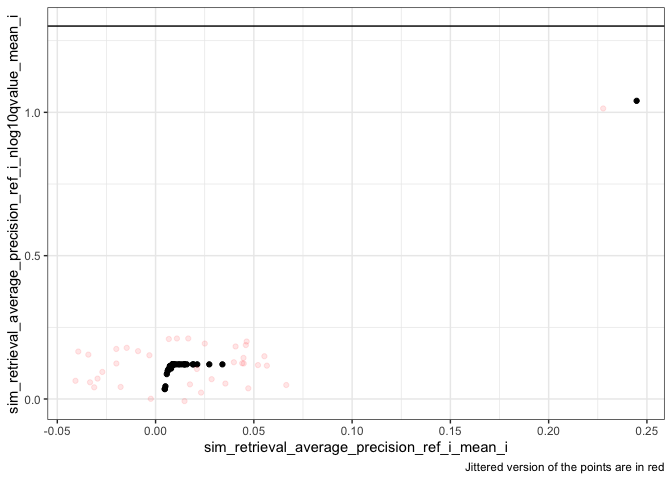 sim_retrieval_average_precision_ref_i_nlog10qvalue_mean_i
1.0
0.5
0.0
-0.05 0.00 0.05 0.10 0.15 0.20 0.25
sim_retrieval_average_precision_ref_i_mean_i
Jittered version of the points are in red